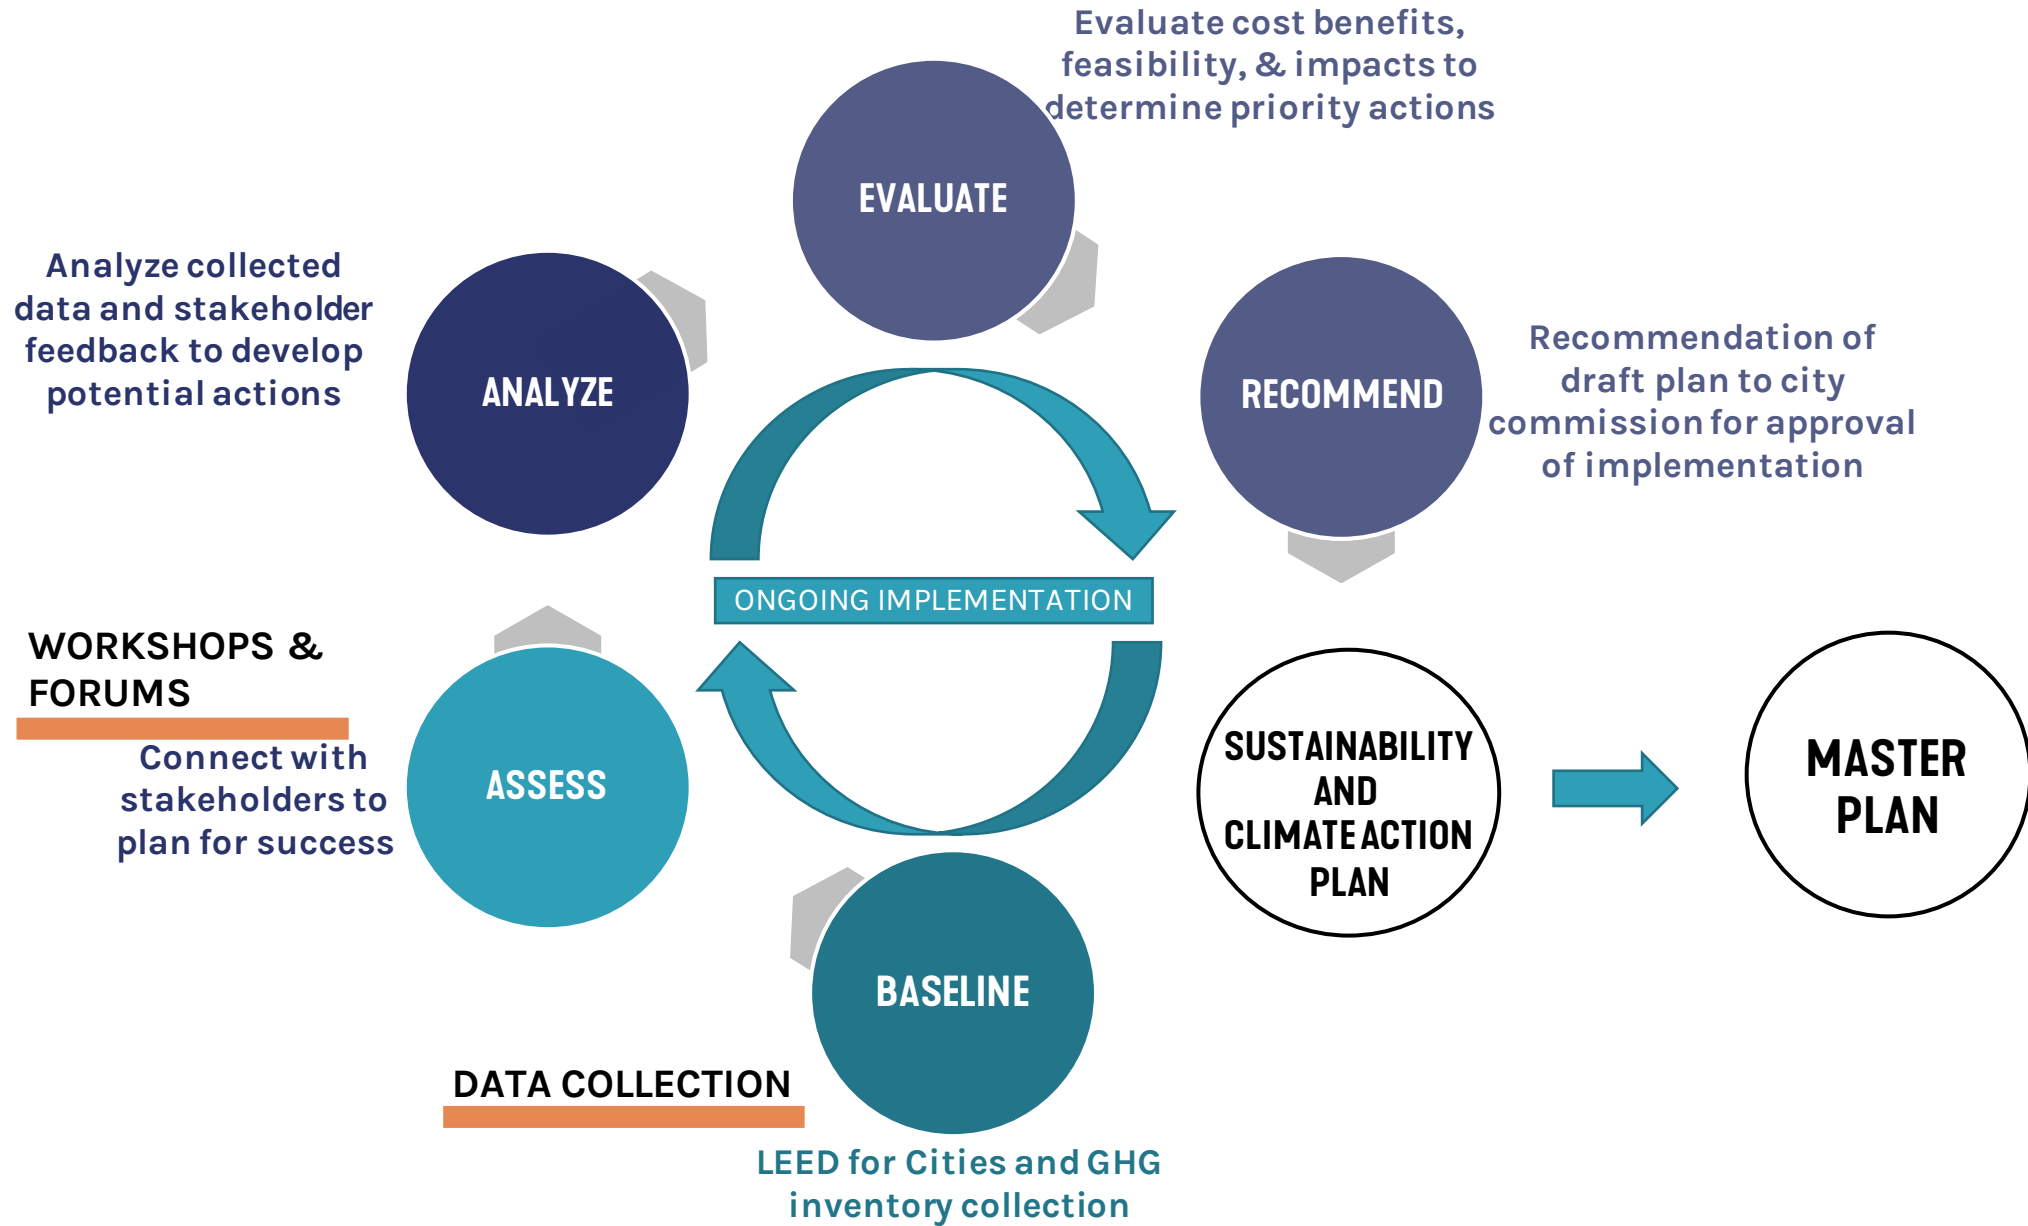 Evaluate cost benefits,
feasibility, & impacts to
determine priority actions
EVALUATE
Analyze collected
data and stakeholder
feedback to develop
potential actions
ANALYZE
RECOMMEND
Recommendation of
draft plan to city
commission for approval
of implementation
ONGOING IMPLEMENTATION
WORKSHOPS &
FORUMS
Connect with
stakeholders to
plan for success
ASSESS
SUSTAINABILITY
AND
CLIMATE ACTION
PLAN
MASTER
PLAN
BASELINE
DATA COLLECTION
LEED for Cities and GHG
inventory collection